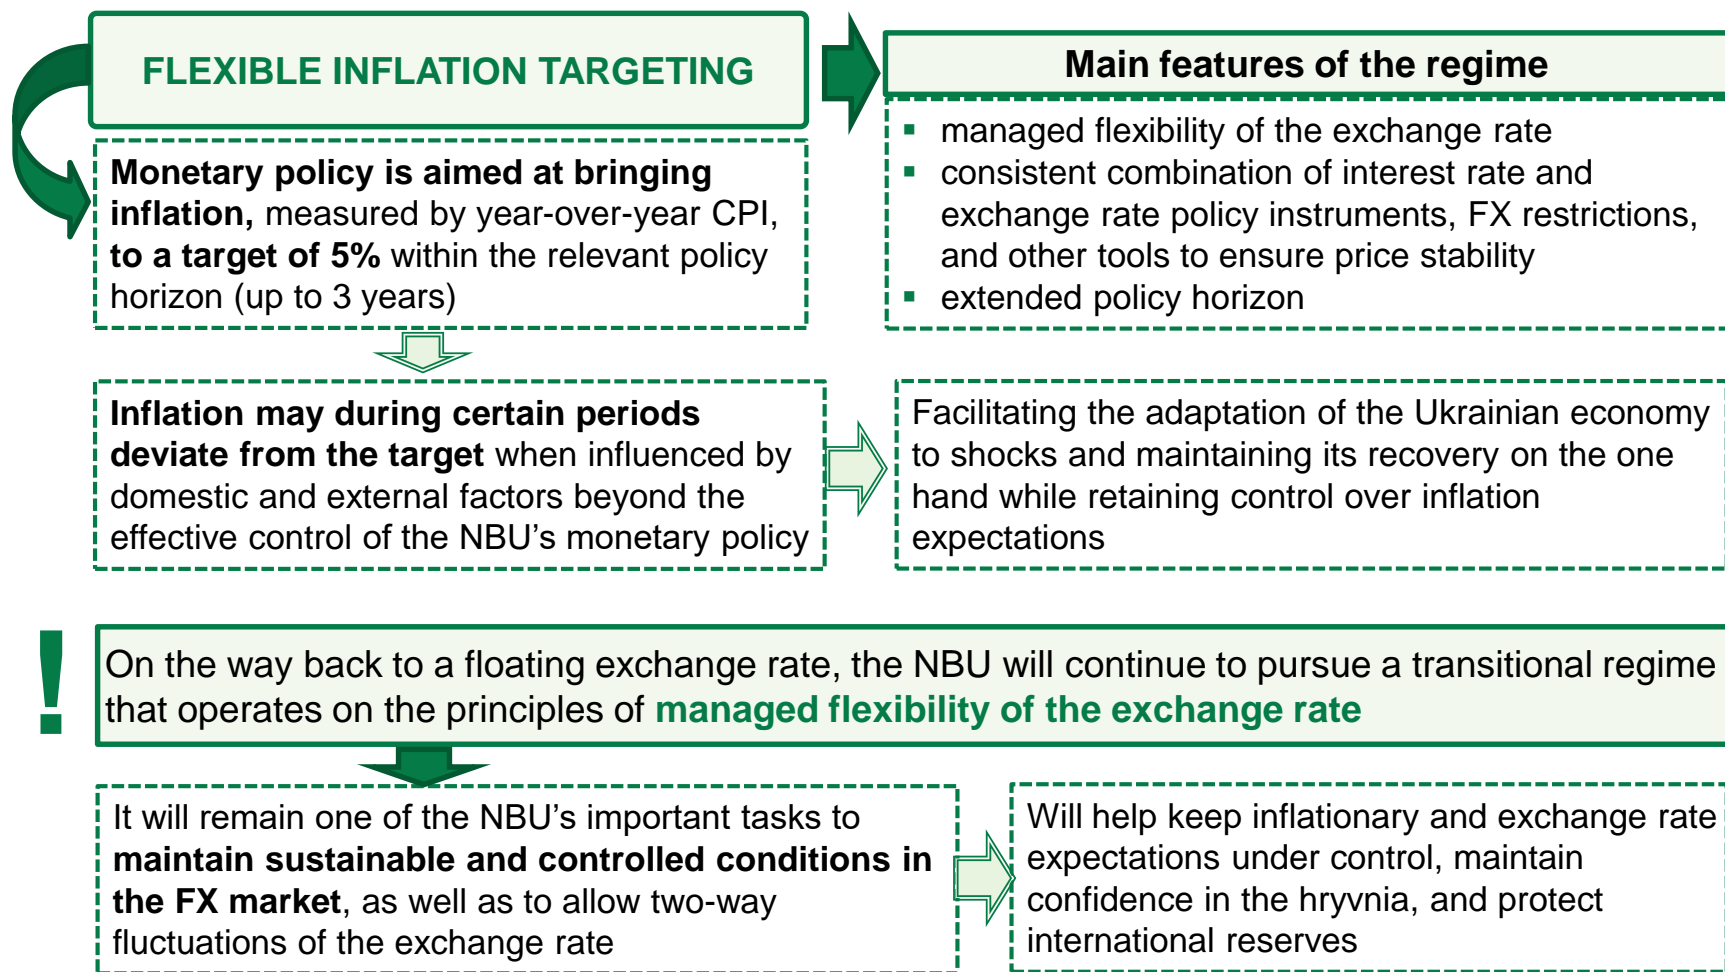 FLEXIBLE INFLATION TARGETING
Main features of the regime
▪ managed flexibility of the exchange rate
▪ consistent combination of interest rate and
exchange rate policy instruments, FX restrictions,
and other tools to ensure price stability
▪ extended policy horizon
Monetary policy is aimed at bringing
inflation, measured by year-over-year CPI,
to a target of 5% within the relevant policy
horizon (up to 3 years)
Inflation may during certain periods
deviate from the target when influenced by
domestic and external factors beyond the
effective control of the NBU’s monetary policy
Facilitating the adaptation of the Ukrainian economy
to shocks and maintaining its recovery on the one
hand while retaining control over inflation
expectations
!
On the way back to a floating exchange rate, the NBU will continue to pursue a transitional regime
that operates on the principles of managed flexibility of the exchange rate
It will remain one of the NBU’s important tasks to
maintain sustainable and controlled conditions in
the FX market, as well as to allow two-way
fluctuations of the exchange rate
Will help keep inflationary and exchange rate
expectations under control, maintain
confidence in the hryvnia, and protect
international reserves